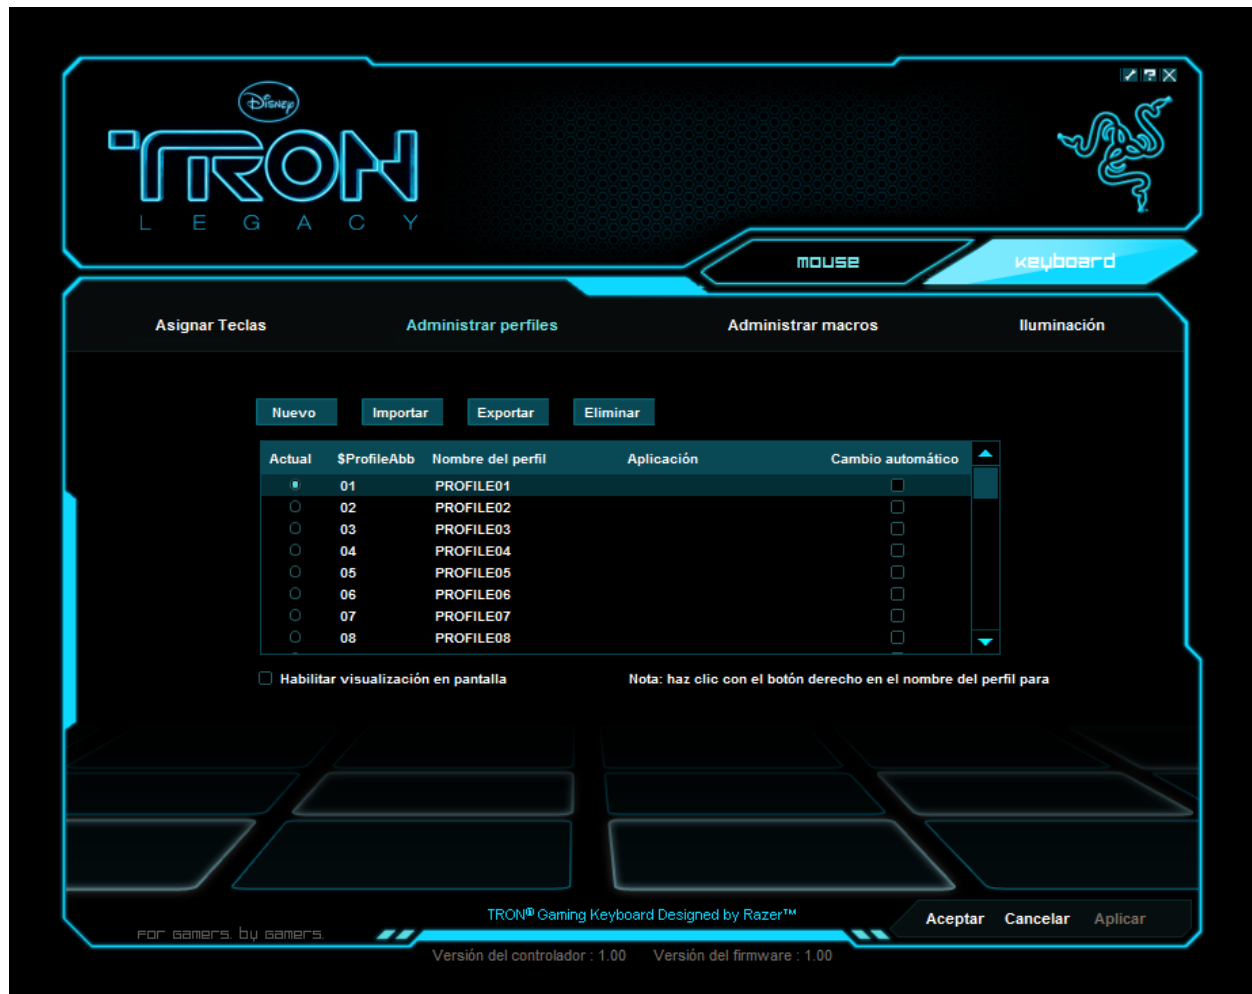 Disney
TRON
LEGACY
mouse
keyboard
Asignar Teclas
Administrar perfiles
Administrar macros
Iluminación
Nuevo
Importar
Exportar
Eliminar
Actual $ProfileAbb Nombre del perfil Aplicación Cambio automático
01 PROFILE01
02 PROFILE02
03 PROFILE03
04 PROFILE04
05 PROFILE05
06 PROFILE06
07 PROFILE07
08 PROFILE08
Habilitar visualización en pantalla
Nota: haz clic con el botón derecho en el nombre del perfil para
TRON® Gaming Keyboard Designed by Razer™
Aceptar Cancelar Aplicar
For Gamers. by Gamers.
Versión del controlador : 1.00 Versión del firmware : 1.00